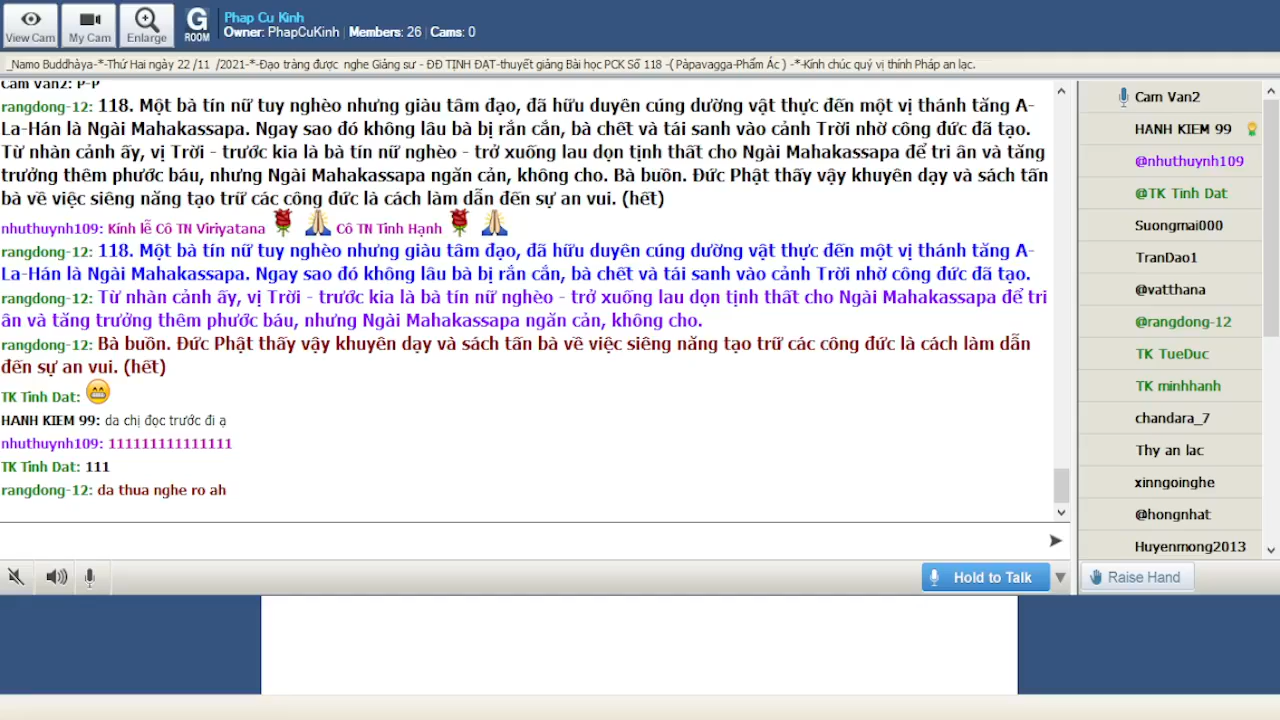 View Cam
My Cam
Enlarge
G
ROOM
Phap Cu Kinh
Owner: PhapCuKinh | Members: 26 | Cams: 0
_Namo Buddhàya-*-Thứ Hai ngày 22 /11 /2021-*-Đạo tràng được nghe Giảng sư - ĐĐ TỊNH ĐẠT-thuyết giảng Bài học PCK Số 118 -( Pàpavagga-Phẩm Ác ) -*-Kính chúc quý vị thính Pháp an lạc.
Cam Van2: P-P
rangdong-12: 118. Một bà tín nữ tuy nghèo nhưng giàu tâm đạo, đã hữu duyên cúng dường vật thực đến một vị thánh tăng A-
La-Hán là Ngài Mahakassapa. Ngay sao đó không lâu bà bị rắn cắn, bà chết và tái sanh vào cảnh Trời nhờ công đức đã tạo.
Từ nhàn cảnh ấy, vị Trời - trước kia là bà tín nữ nghèo - trở xuống lau dọn tịnh thất cho Ngài Mahakassapa để tri ân và tăng
trưởng thêm phước báu, nhưng Ngài Mahakassapa ngăn cản, không cho. Bà buồn. Đức Phật thấy vậy khuyên dạy và sách tấn
bà về việc siêng năng tạo trữ các công đức là cách làm dẫn đến sự an vui. (hết)
nhuthuynh109: Kính lễ Cô TN Viriyatana Cô TN Tinh Hạnh
rangdong-12: 118. Một bà tín nữ tuy nghèo nhưng giàu tâm đạo, đã hữu duyên cúng dường vật thực đến một vị thánh tăng A-
La-Hán là Ngài Mahakassapa. Ngay sao đó không lâu bà bị rắn cắn, bà chết và tái sanh vào cảnh Trời nhờ công đức đã tạo.
rangdong-12: Từ nhàn cảnh ấy, vị Trời - trước kia là bà tín nữ nghèo - trở xuống lau dọn tịnh thất cho Ngài Mahakassapa để tri
ân và tăng trưởng thêm phước báu, nhưng Ngài Mahakassapa ngăn cản, không cho.
rangdong-12: Bà buồn. Đức Phật thấy vậy khuyên dạy và sách tấn bà về việc siêng năng tạo trữ các công đức là cách làm dẫn
đến sự an vui. (hết)
TK Tinh Dat:
HANH KIEM 99: da chị đọc trước đi ạ
nhuthuynh109: 111111111111111
TK Tinh Dat: 111
rangdong-12: da thua nghe ro ah
Hold to Talk
Cam Van2
HANH KIEM 99
@nhuthuynh109
@TK Tinh Dat
Suongmai000
TranDao1
@vatthana
@rangdong-12
TK TueDuc
TK minhhanh
chandara_7
Thy an lac
xinngoinghe
@hongnhat
Huyenmong2013
Raise Hand